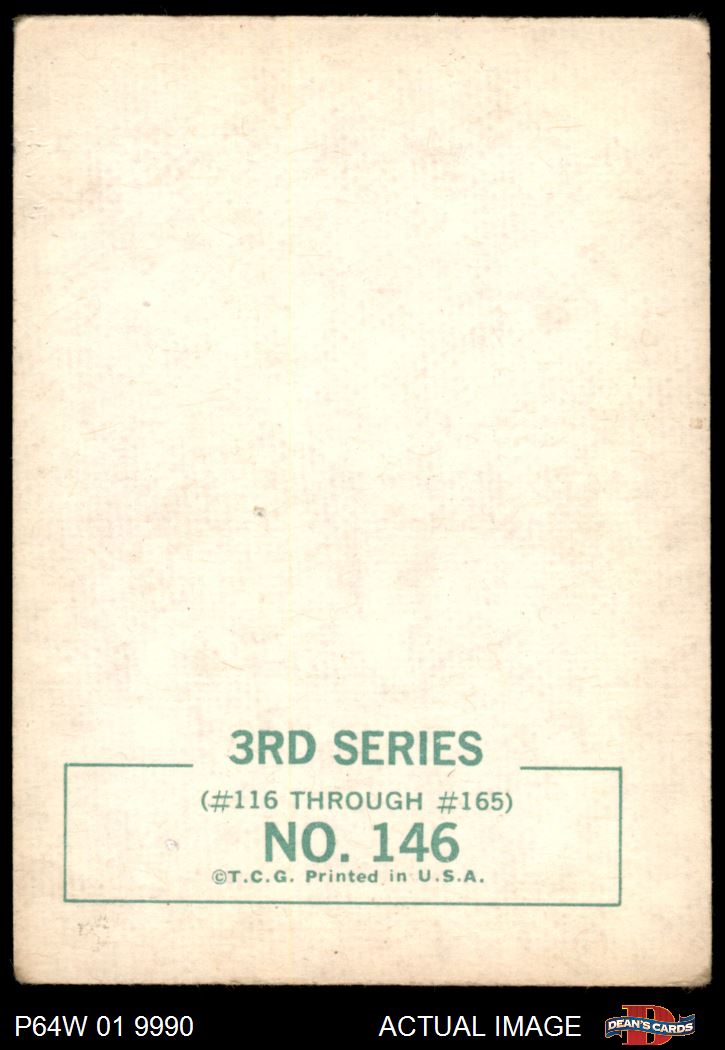 3RD SERIES
(#116 THROUGH #165)
NO. 146
©T.C.G. Printed in U.S.A.
P64W 01 9990
ACTUAL IMAGE
DEAN'S CARDS